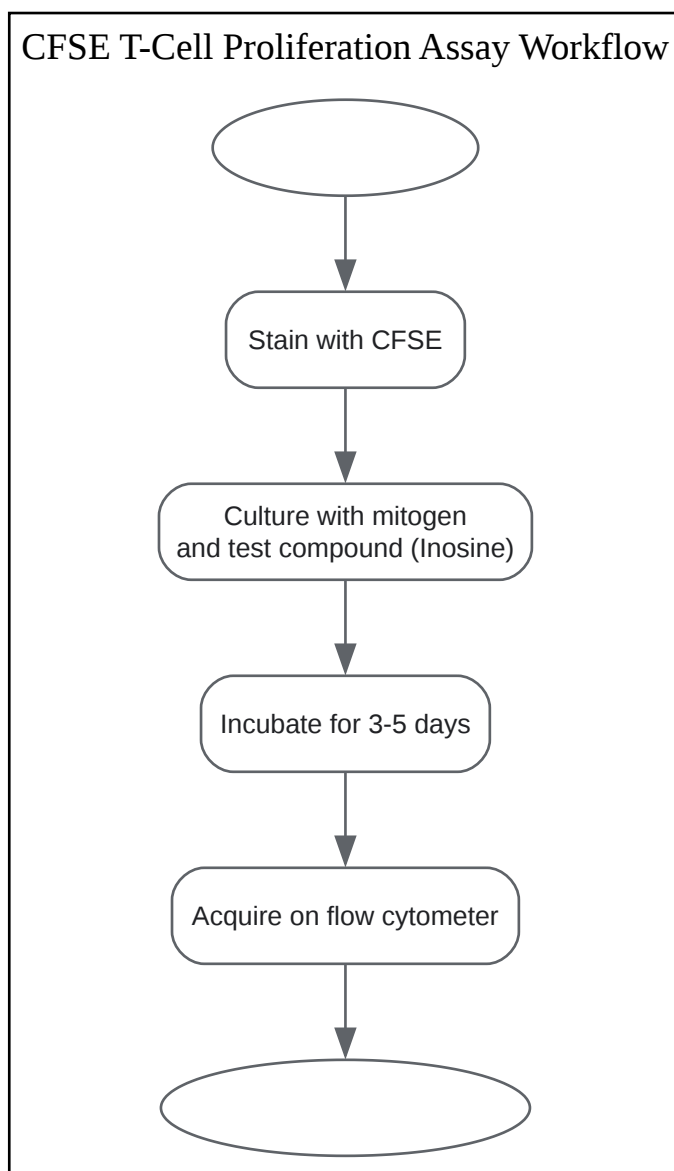 CFSE T-Cell Proliferation Assay Workflow
Stain with CFSE
Culture with mitogen
and test compound (Inosine)
Incubate for 3-5 days
Acquire on flow cytometer